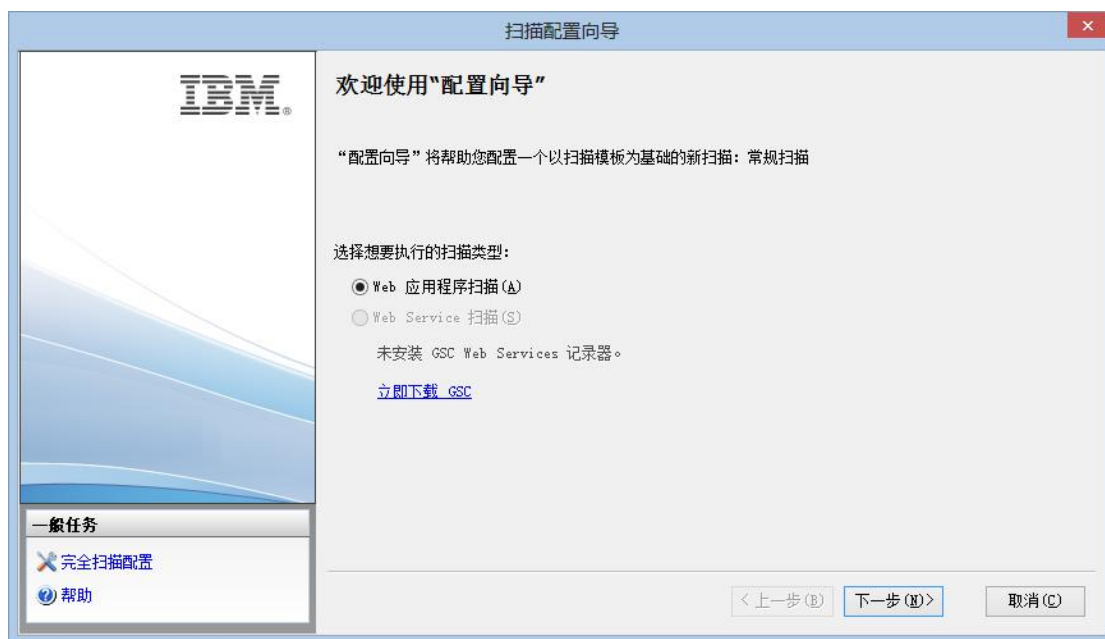 扫描配置向导
IBM®
欢迎使用“配置向导”
“配置向导”将帮助您配置一个以扫描模板为基础的新扫描: 常规扫描
选择想要执行的扫描类型:
Web 应用程序扫描(A)
Web Service 扫描(S)
未安装 GSC Web Services 记录器。
立即下载 GSC
一般任务
完全扫描配置
帮助
<上一步(B) 下一步(N)> 取消(C)